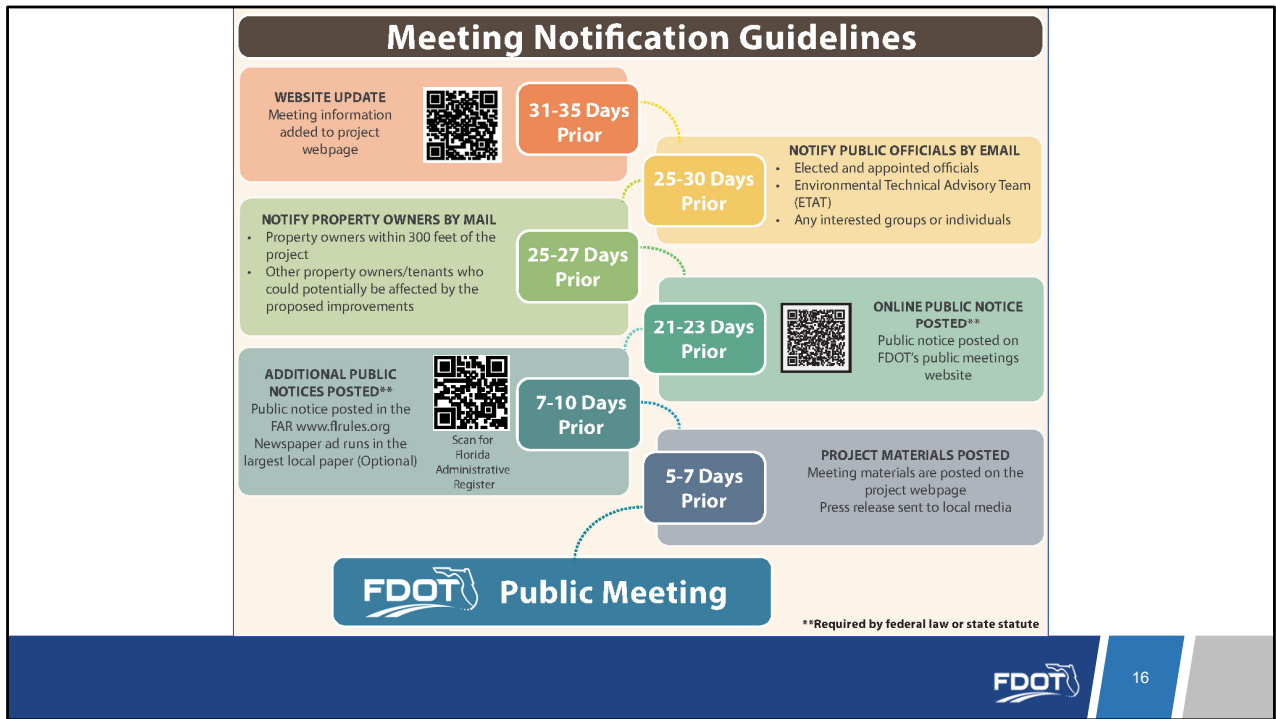 Meeting Notification Guidelines
WEBSITE UPDATE
Meeting information
added to project
webpage
31-35 Days
Prior
NOTIFY PUBLIC OFFICIALS BY EMAIL
• Elected and appointed officials
• Environmental Technical Advisory Team
(ETAT)
• Any interested groups or individuals
25-30 Days
Prior
NOTIFY PROPERTY OWNERS BY MAIL
• Property owners within 300 feet of the
project
• Other property owners/tenants who
could potentially be affected by the
proposed improvements
25-27 Days
Prior
21-23 Days
Prior
ONLINE PUBLIC NOTICE
POSTED**
Public notice posted on
FDOT's public meetings
website
ADDITIONAL PUBLIC
NOTICES POSTED**
Public notice posted in the
FAR www.flrules.org
Newspaper ad runs in the
largest local paper (Optional)
Scan for
Florida
Administrative
Register
7-10 Days
Prior
5-7 Days
Prior
PROJECT MATERIALS POSTED
Meeting materials are posted on the
project webpage
Press release sent to local media
FDOT Public Meeting
**Required by federal law or state statute
FDOT
16